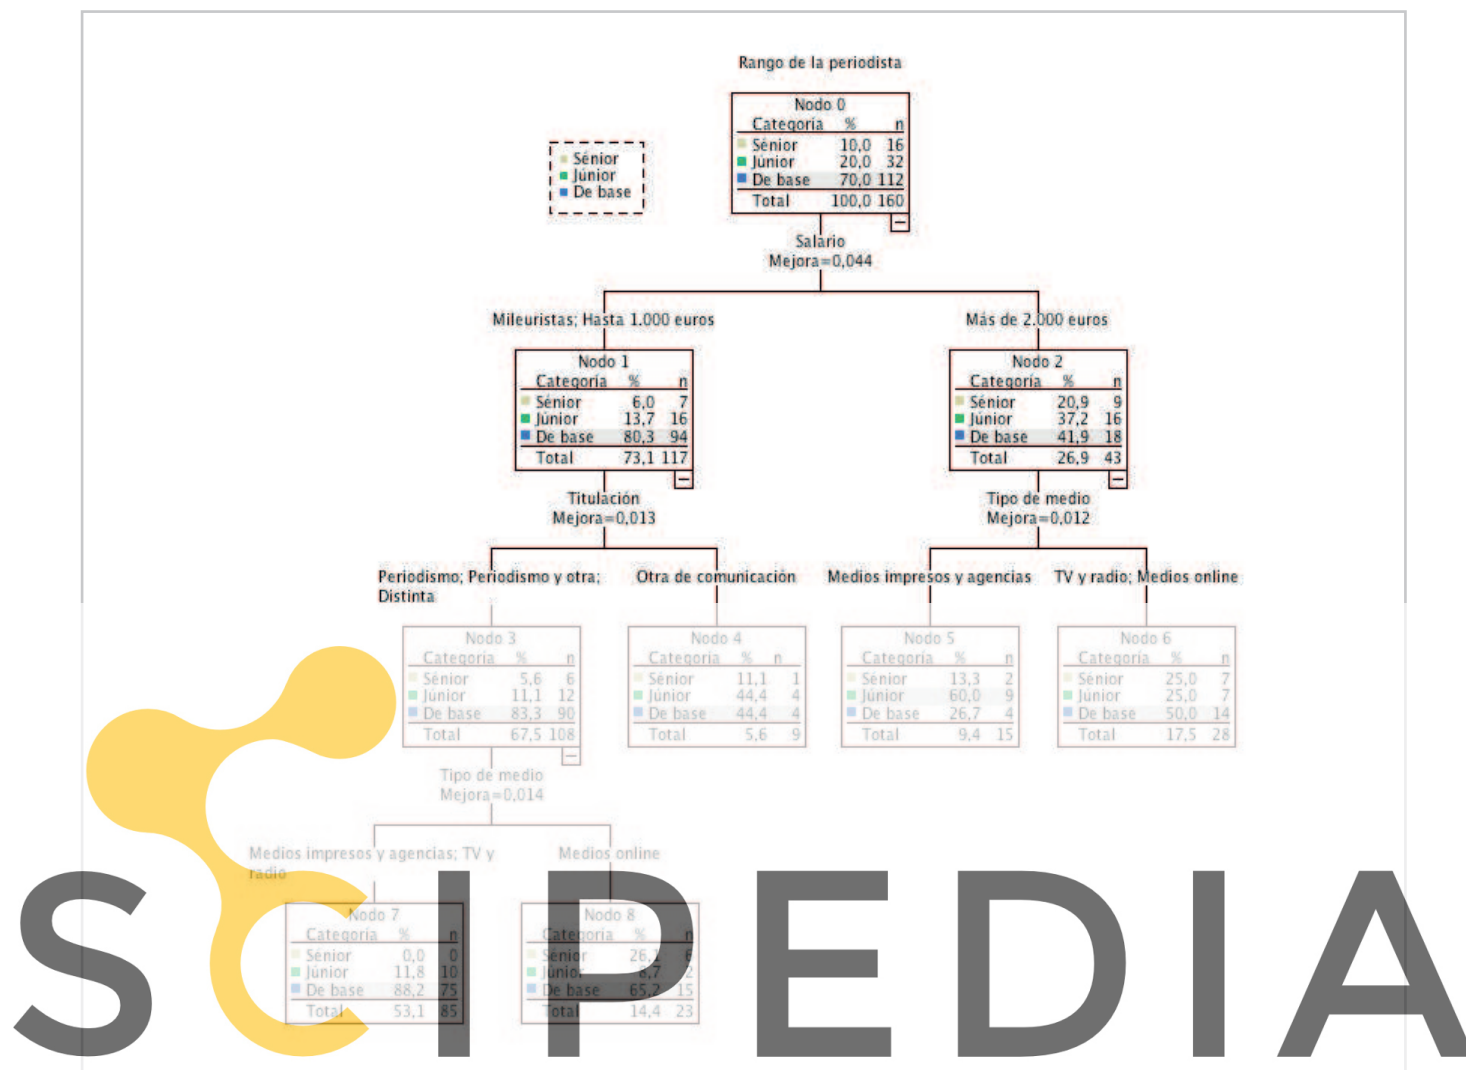 Rango de la periodista
Nodo 0
Categoría % n
Sénior 10,0 16
Júnior 20,0 32
De base 70,0 112
Total 100,0 160
Sénior
Júnior
De base
Salario
Mejora=0,044
Mileuristas; Hasta 1.000 euros
Más de 2.000 euros
Nodo 1
Categoría % n
Sénior 6,0 7
Júnior 13,7 16
De base 80,3 94
Total 73,1 117
Nodo 2
Categoría % n
Sénior 20,9 9
Júnior 37,2 16
De base 41,9 18
Total 26,9 43
Titulación
Mejora=0,013
Tipo de medio
Mejora=0,012
Periodismo; Periodismo y otra;
Distinta
Otra de comunicación
Medios impresos y agencias
TV y radio; Medios online
Nodo 3
Categoría % n
Sénior 5,6 6
Júnior 11,1 12
De base 83,3 90
Total 67,5 108
Nodo 4
Categoría % n
Sénior 11,1 1
Júnior 44,4 4
De base 44,4 4
Total 5,6 9
Nodo 5
Categoría % n
Sénior 13,3 2
Júnior 60,0 9
De base 26,7 4
Total 9,4 15
Nodo 6
Categoría % n
Sénior 25,0 7
Júnior 25,0 7
De base 50,0 14
Total 17,5 28
Tipo de medio
Mejora=0,014
Medios impresos y agencias; TV y
radio
Medios online
Nodo 7
Categoría % n
Sénior 0,0 0
Júnior 11,8 10
De base 88,2 75
Total 53,1 85
Nodo 8
Categoría % n
Sénior 26,1 6
Júnior 8,7 2
De base 65,2 15
Total 14,4 23
SCIPEDIA